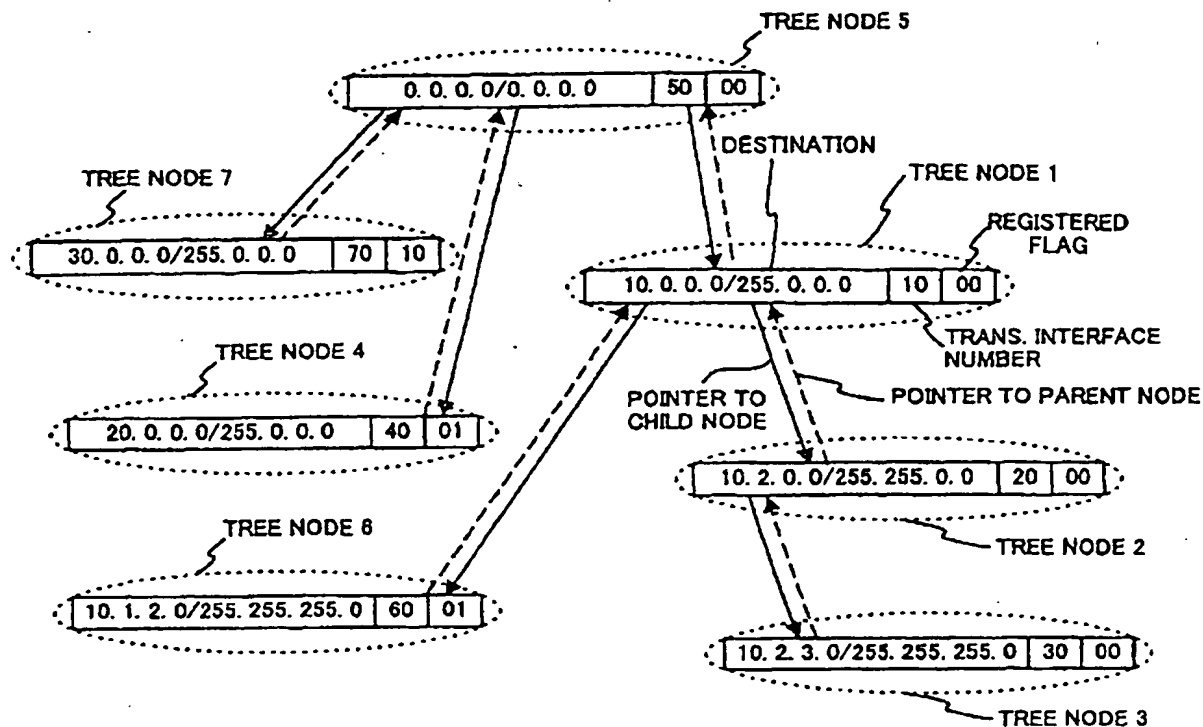 TREE NODE 5
0. 0. 0. 0/0. 0. 0. 0 50 00
DESTINATION
TREE NODE 7
TREE NODE 1
30. 0. 0. 0/255. 0. 0. 0 70 10
REGISTERED
FLAG
10. 0. 0. 0/255. 0. 0. 0 10 00
TRANS. INTERFACE
NUMBER
TREE NODE 4
POINTER TO
CHILD NODE
POINTER TO PARENT NODE
20. 0. 0. 0/255. 0. 0. 0 40 01
10. 2. 0. 0/255. 255. 0. 0 20 00
TREE NODE 6
TREE NODE 2
10. 1. 2. 0/255. 255. 255. 0 60 01
10. 2. 3. 0/255. 255. 255. 0 30 00
TREE NODE 3